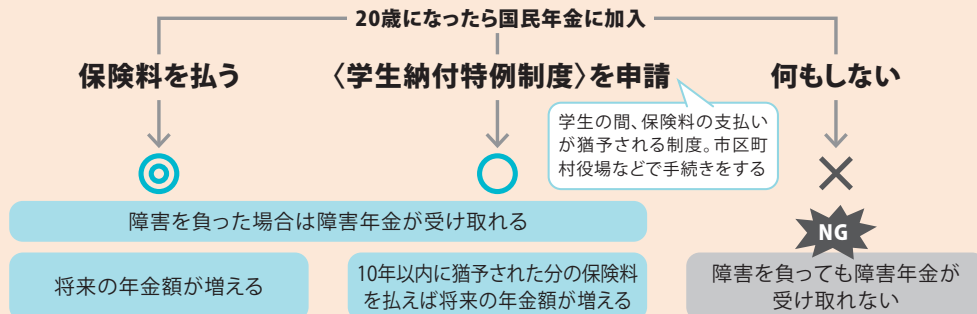 20歳になったら国民年金に加入
保険料を払う
〈学生納付特例制度〉を申請
何もしない
学生の間、保険料の支払い
が猶予される制度。市区町
村役場などで手続きをする
障害を負った場合は障害年金が受け取れる
NG
将来の年金額が増える
10年以内に猶予された分の保険料
を払えば将来の年金額が増える
障害を負っても障害年金が
受け取れない